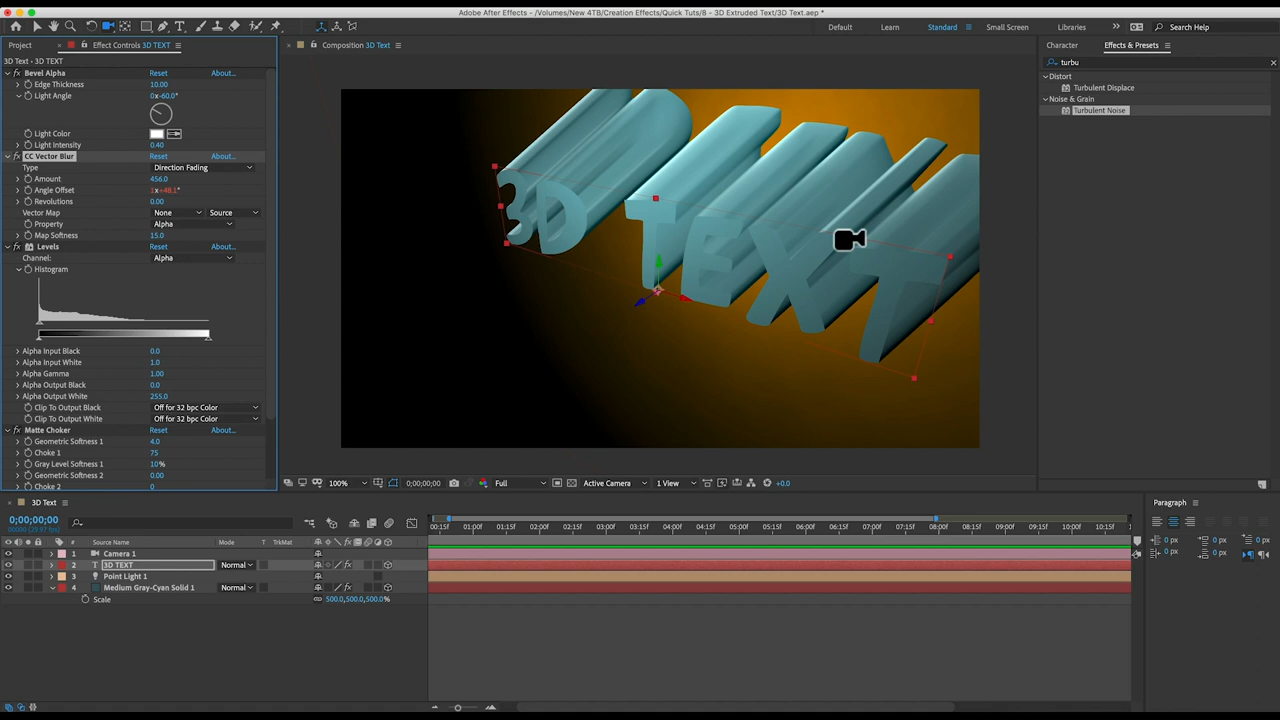 Adobe After Effects - /Volumes/New 4TB/Creation Effects/Quick Tuts/8 - 3D Extruded Text/3D Text.aep *
Default Learn Standard Small Screen Libraries Search Help
Project Effect Controls 3D TEXT
Composition 3D Text
Character Effects & Presets
3D Text - 3D TEXT
turbu
Bevel Alpha Reset About...
Edge Thickness 10.00
Light Angle 0x-60.0°
Light Color
Light Intensity 0.40
CC Vector Blur Reset About...
Type Direction Fading
Amount 456.0
Angle Offset 1x+48.1°
Revolutions 0.00
Vector Map None Source
Property Alpha
Map Softness 15.0
Levels Reset About...
Channel: Alpha
Histogram
Alpha Input Black 0.0
Alpha Input White 1.0
Alpha Gamma 1.00
Alpha Output Black 0.0
Alpha Output White 255.0
Clip To Output Black Off for 32 bpc Color
Clip To Output White Off for 32 bpc Color
Matte Choker Reset About...
Geometric Softness 1 4.0
Choke 1 75
Gray Level Softness 1 10%
Geometric Softness 2 0.00
Choke 2 0
3D TEXT
Distort
Turbulent Displace
Noise & Grain
Turbulent Noise
100% 0;00;00;00 Full Active Camera 1 View +0.0
3D Text
0;00;00;00
00:15f 01:00f 01:15f 02:00f 02:15f 03:00f 03:15f 04:00f 04:15f 05:00f 05:15f 06:00f 06:15f 07:00f 07:15f 08:00f 08:15f 09:00f 09:15f 10:00f 10:15f
# Source Name Mode T TrkMat
1 Camera 1
2 3D TEXT Normal
3 Point Light 1
4 Medium Gray-Cyan Solid 1 Normal
Scale 500.0,500.0,500.0%
Paragraph
0 px 0 px 0 px
0 px 0 px